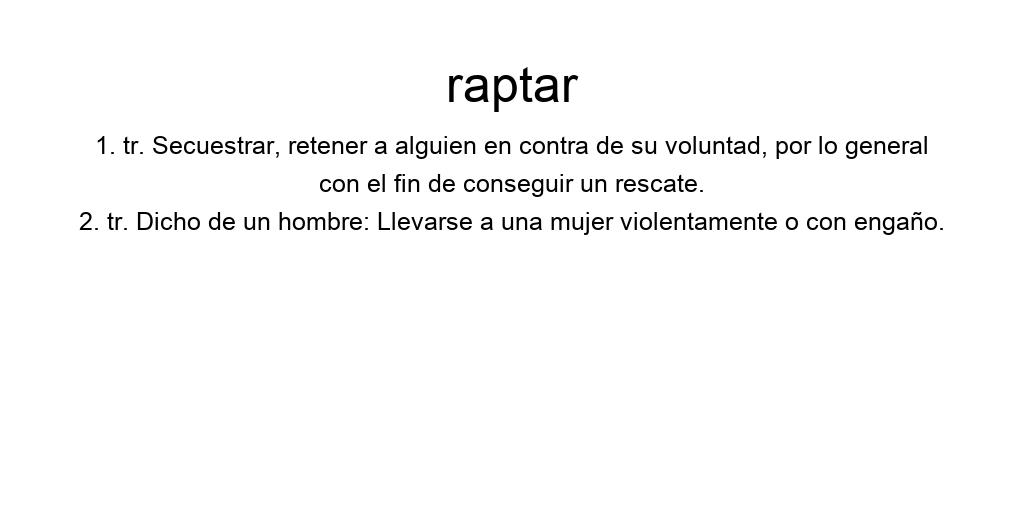 raptar
1. tr. Secuestrar, retener a alguien en contra de su voluntad, por lo general
con el fin de conseguir un rescate.
2. tr. Dicho de un hombre: Llevarse a una mujer violentamente o con engaño.